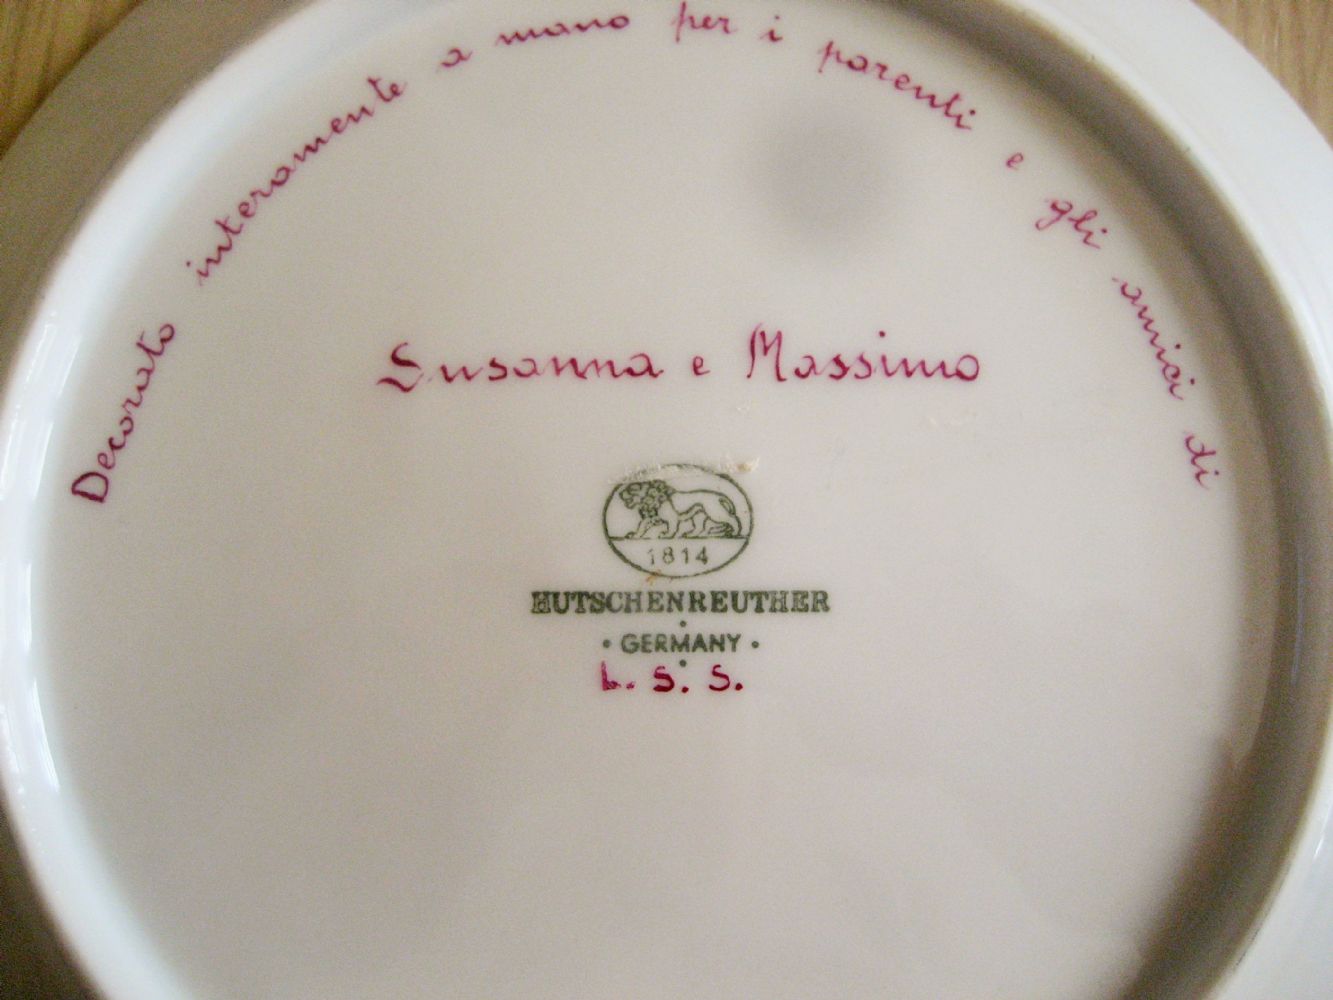 Decorato interamente a mano per i parenti e gli amici di
Susanna e Massimo
1814
HUTSCHENREUTHER
· GERMANY ·
L. S. S.